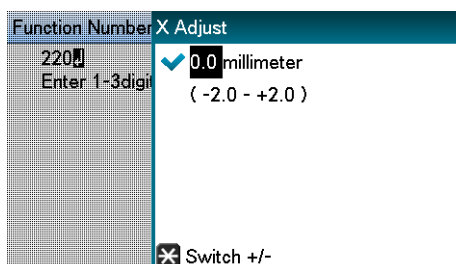 Function Number
220
Enter 1-3digi
X Adjust
0.0 millimeter
( -2.0 - +2.0 )
Switch +/-